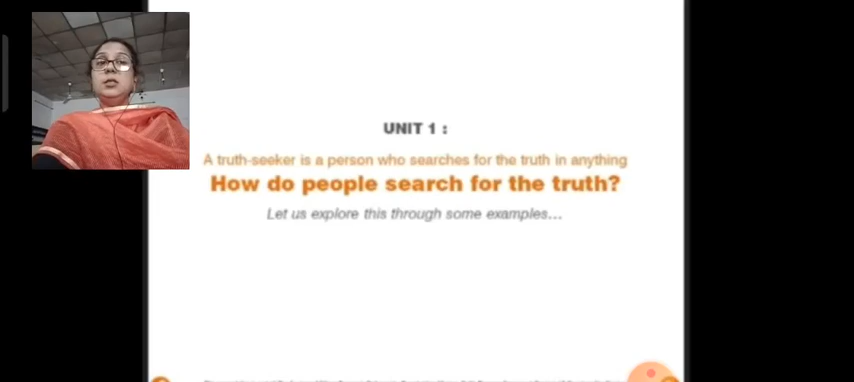 UNIT 1 :
A truth-seeker is a person who searches for the truth in anything
How do people search for the truth?
Let us explore this through some examples...